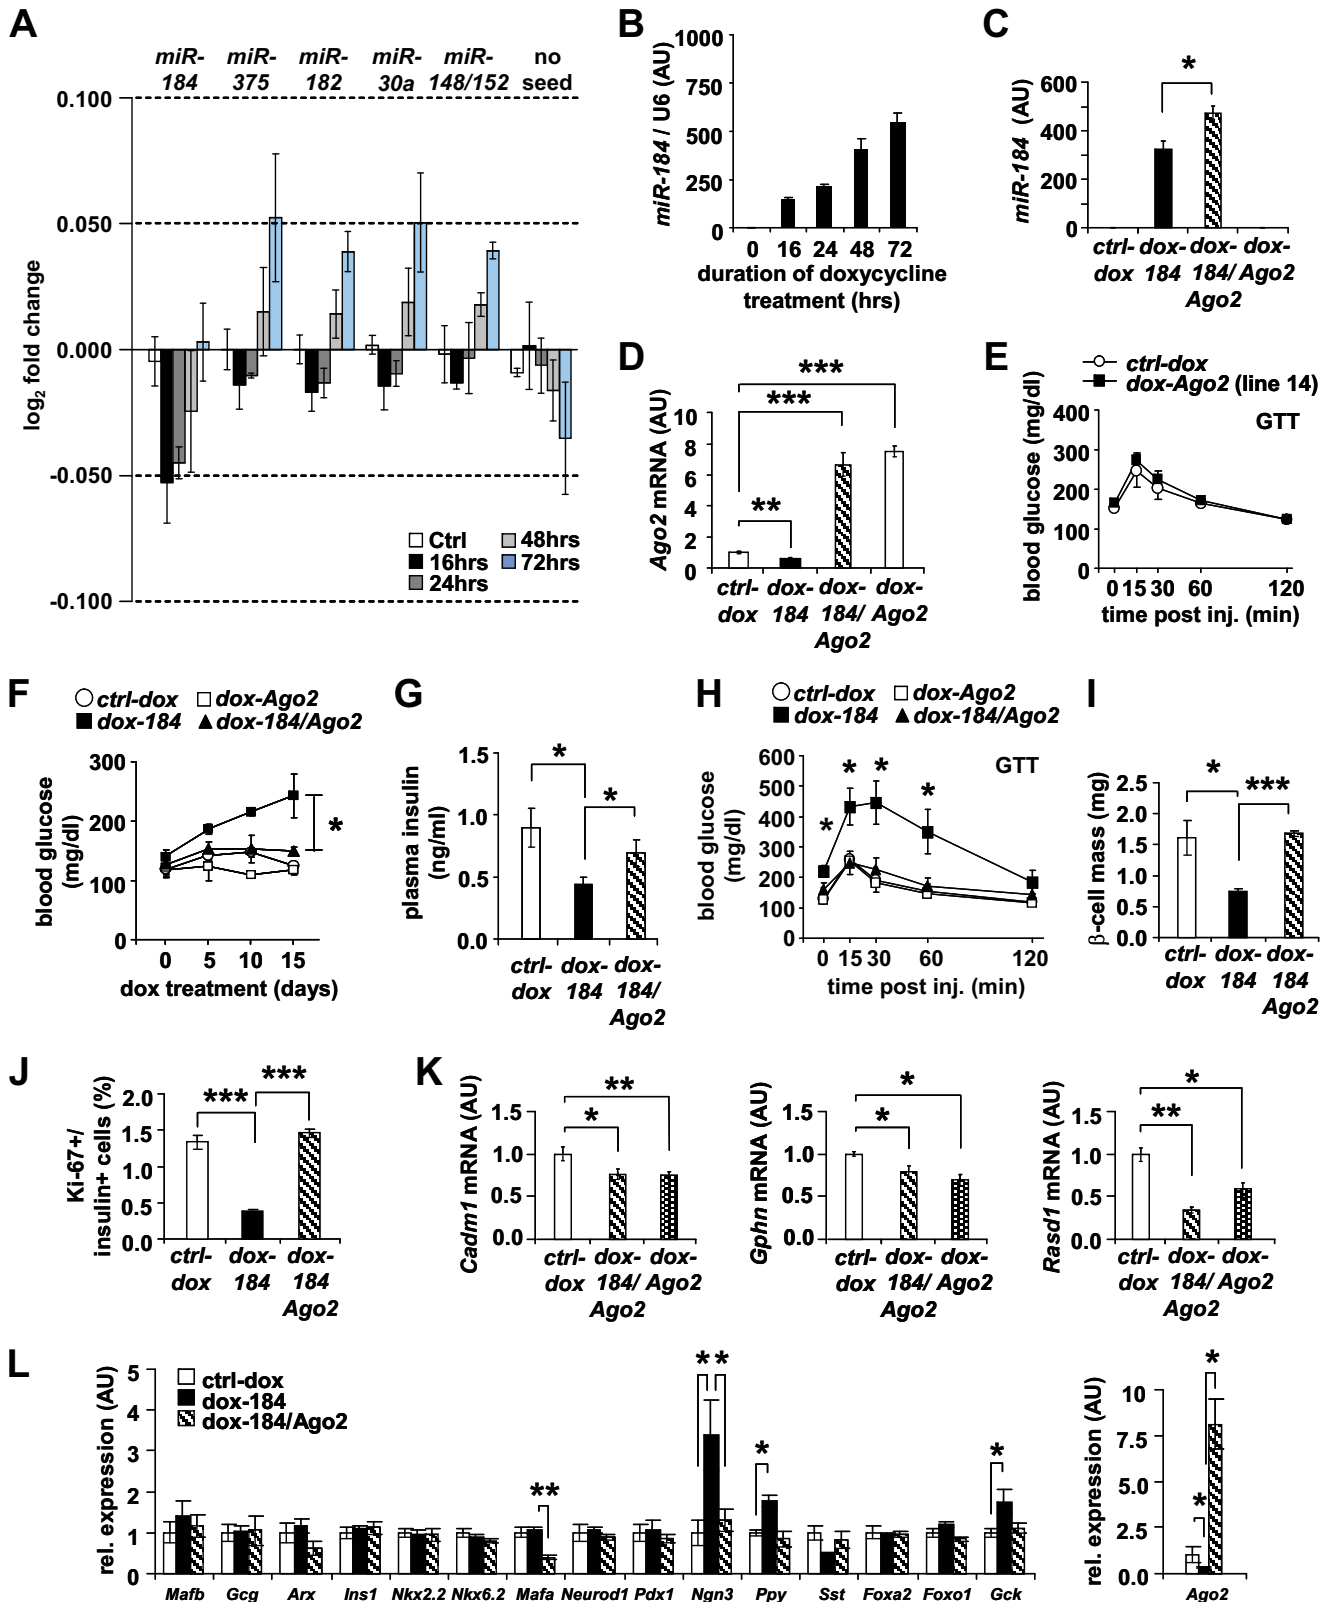 A
miR-184
miR-375
miR-182
miR-30a
miR-148/152
no seed
0.100
0.050
0.000
-0.050
-0.100
log2 fold change
Ctrl
16hrs
24hrs
48hrs
72hrs
B
1000
750
500
250
0
miR-184 / U6 (AU)
0 16 24 48 72
duration of doxycycline
treatment (hrs)
C
600
400
200
0
miR-184 (AU)
*
ctrl- dox- dox- dox-
dox 184 184/ Ago2
Ago2
D
***
***
**
10
8
6
4
2
0
Ago2 mRNA (AU)
ctrl- dox- dox- dox-
dox 184 184/ Ago2
Ago2
E
ctrl-dox
dox-Ago2 (line 14)
GTT
400
300
200
100
0
blood glucose (mg/dl)
0 15 30 60 120
time post inj. (min)
F
ctrl-dox dox-Ago2
dox-184 dox-184/Ago2
300
200
100
0
blood glucose
(mg/dl)
*
0 5 10 15
dox treatment (days)
G
1.5
1.0
0.5
0.0
plasma insulin
(ng/ml)
*
*
ctrl- dox- dox-
dox 184 184/
Ago2
H
ctrl-dox dox-Ago2
dox-184 dox-184/Ago2
GTT
600
500
400
300
200
100
0
blood glucose
(mg/dl)
* * * *
0 15 30 60 120
time post inj. (min)
I
2.5
2.0
1.5
1.0
0.5
0.0
β-cell mass (mg)
* ***
ctrl- dox- dox-
dox 184 184
Ago2
J
2.0
1.5
1.0
0.5
0.0
Ki-67+/
insulin+ cells (%)
*** ***
ctrl- dox- dox-
dox 184 184
Ago2
K
1.5
1.0
0.5
0.0
Cadm1 mRNA (AU)
**
*
ctrl- dox- dox-
dox 184/ Ago2
Ago2
1.5
1.0
0.5
0.0
Gphn mRNA (AU)
*
*
ctrl- dox- dox-
dox 184/ Ago2
Ago2
1.5
1.0
0.5
0.0
Rasd1 mRNA (AU)
*
**
ctrl- dox- dox-
dox 184/ Ago2
Ago2
L
5
4
3
2
1
0
rel. expression (AU)
ctrl-dox
dox-184
dox-184/Ago2
** * * * *
Mafb Gcg Arx Ins1 Nkx2.2 Nkx6.2 Mafa Neurod1 Pdx1 Ngn3 Ppy Sst Foxa2 Foxo1 Gck
10
7.5
5.0
2.5
0.0
rel. expression (AU)
*
*
Ago2